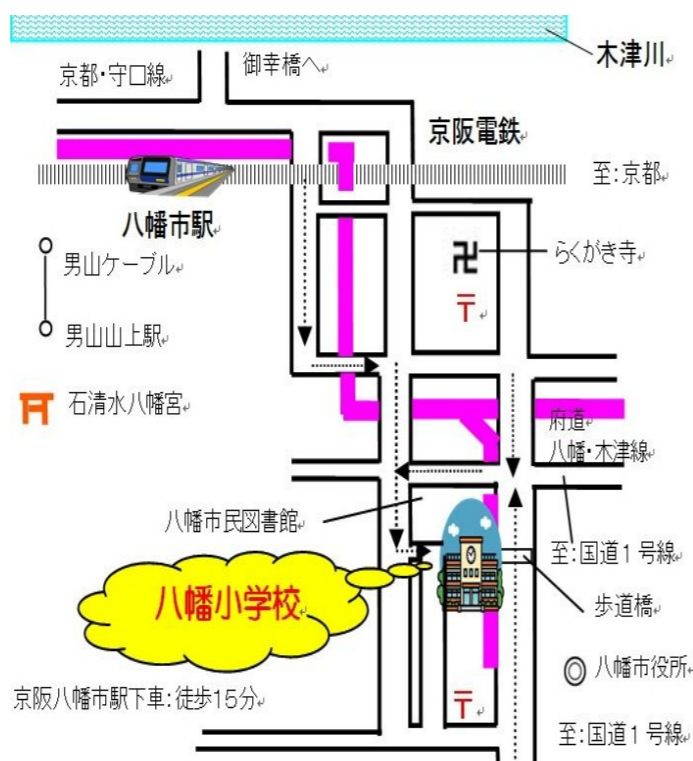 木津川
京都・守口線
御幸橋へ
京阪電鉄
至:京都
八幡市駅
男山ケーブル
らくがき寺
卍
〒
男山山上駅
石清水八幡宮
府道
八幡・木津線
八幡市民図書館
至:国道1号線
八幡小学校
歩道橋
八幡市役所
京阪八幡市駅下車:徒歩15分
〒
至:国道1号線